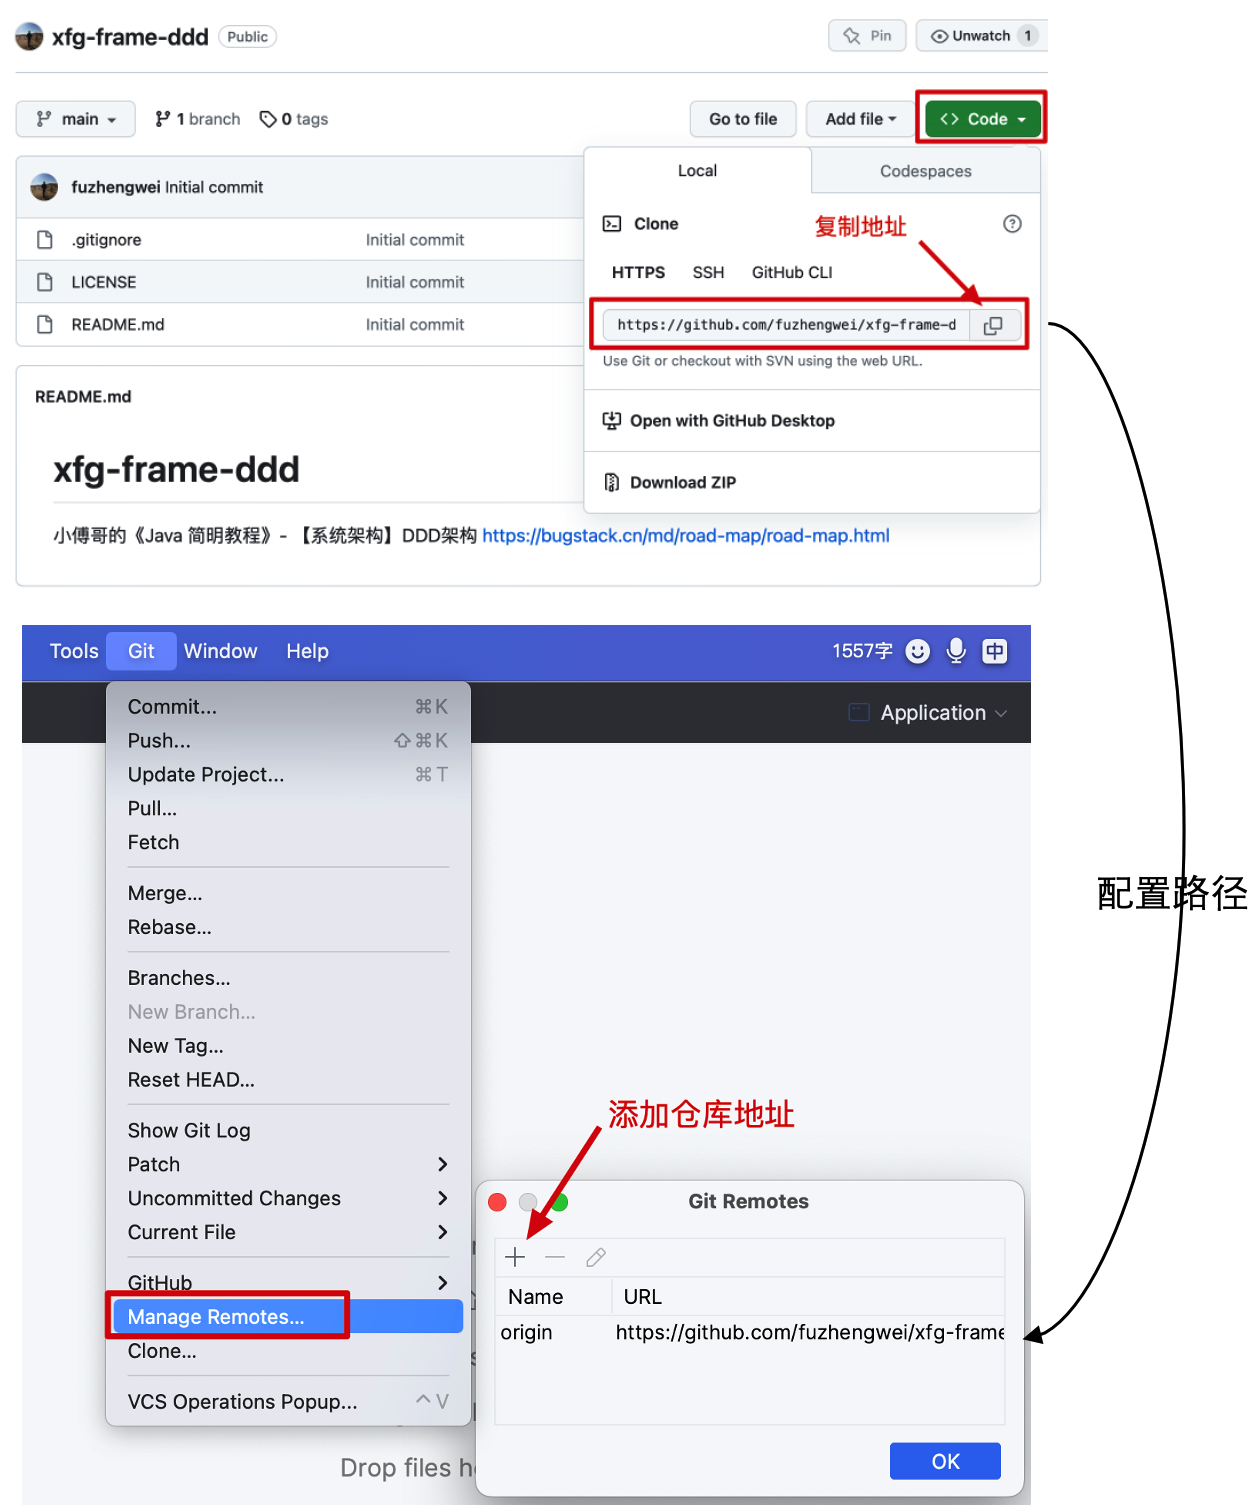 xfg-frame-ddd Public
Pin
Unwatch 1
main
1 branch
0 tags
Go to file
Add file
<> Code
fuzhengwei Initial commit
.gitignore Initial commit
LICENSE Initial commit
README.md Initial commit
Local
Codespaces
Clone
复制地址
HTTPS SSH GitHub CLI
https://github.com/fuzhengwei/xfg-frame-d
Use Git or checkout with SVN using the web URL.
Open with GitHub Desktop
Download ZIP
README.md
xfg-frame-ddd
小傅哥的《Java 简明教程》- 【系统架构】DDD架构 https://bugstack.cn/md/road-map/road-map.html
配置路径
Tools Git Window Help
1557字 中
Application
Commit... ⌘K
Push... ⇧⌘K
Update Project... ⌘T
Pull...
Fetch
Merge...
Rebase...
Branches...
New Branch...
New Tag...
Reset HEAD...
Show Git Log
Patch
Uncommitted Changes
Current File
GitHub
Manage Remotes...
Clone...
VCS Operations Popup... ^V
添加仓库地址
Git Remotes
Name URL
origin https://github.com/fuzhengwei/xfg-frame
OK
Drop files